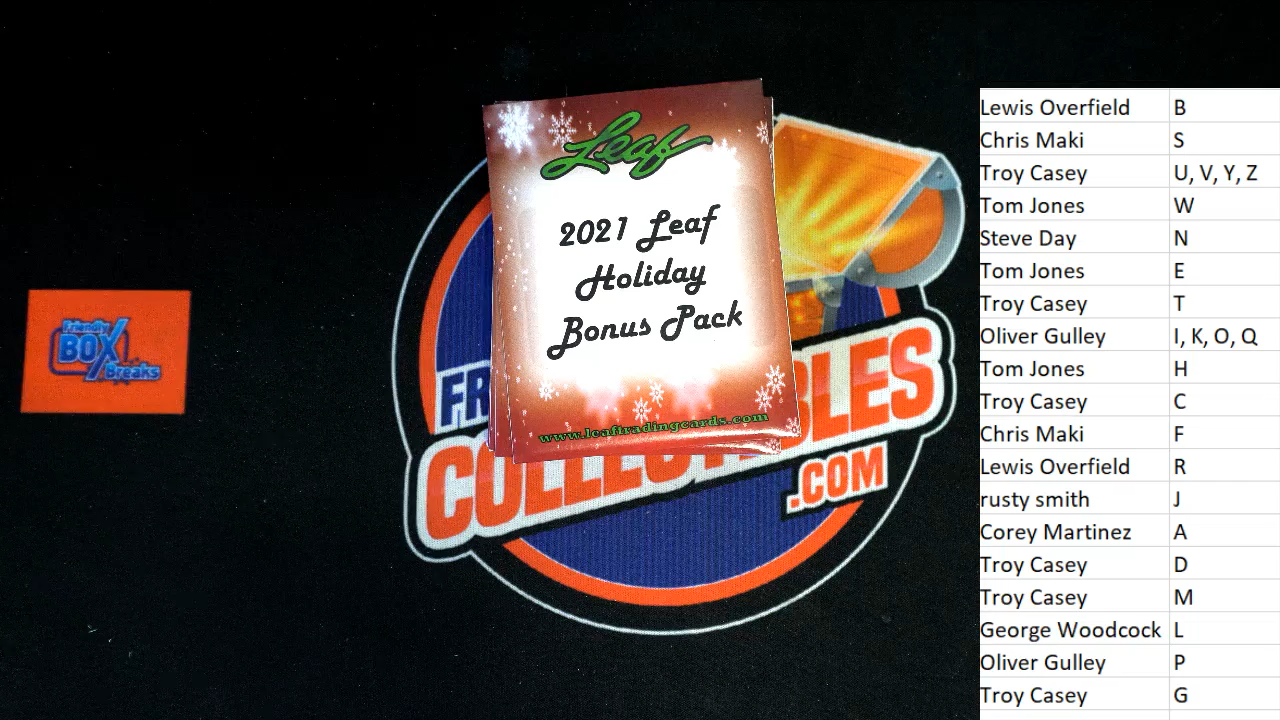 Friendly
BOX
Breaks
Leaf
2021 Leaf
Holiday
Bonus Pack
www.leaftradingcards.com
FR
COLLECTIBLES
.COM
Lewis Overfield B
Chris Maki S
Troy Casey U, V, Y, Z
Tom Jones W
Steve Day N
Tom Jones E
Troy Casey T
Oliver Gulley I, K, O, Q
Tom Jones H
Troy Casey C
Chris Maki F
Lewis Overfield R
rusty smith J
Corey Martinez A
Troy Casey D
Troy Casey M
George Woodcock L
Oliver Gulley P
Troy Casey G